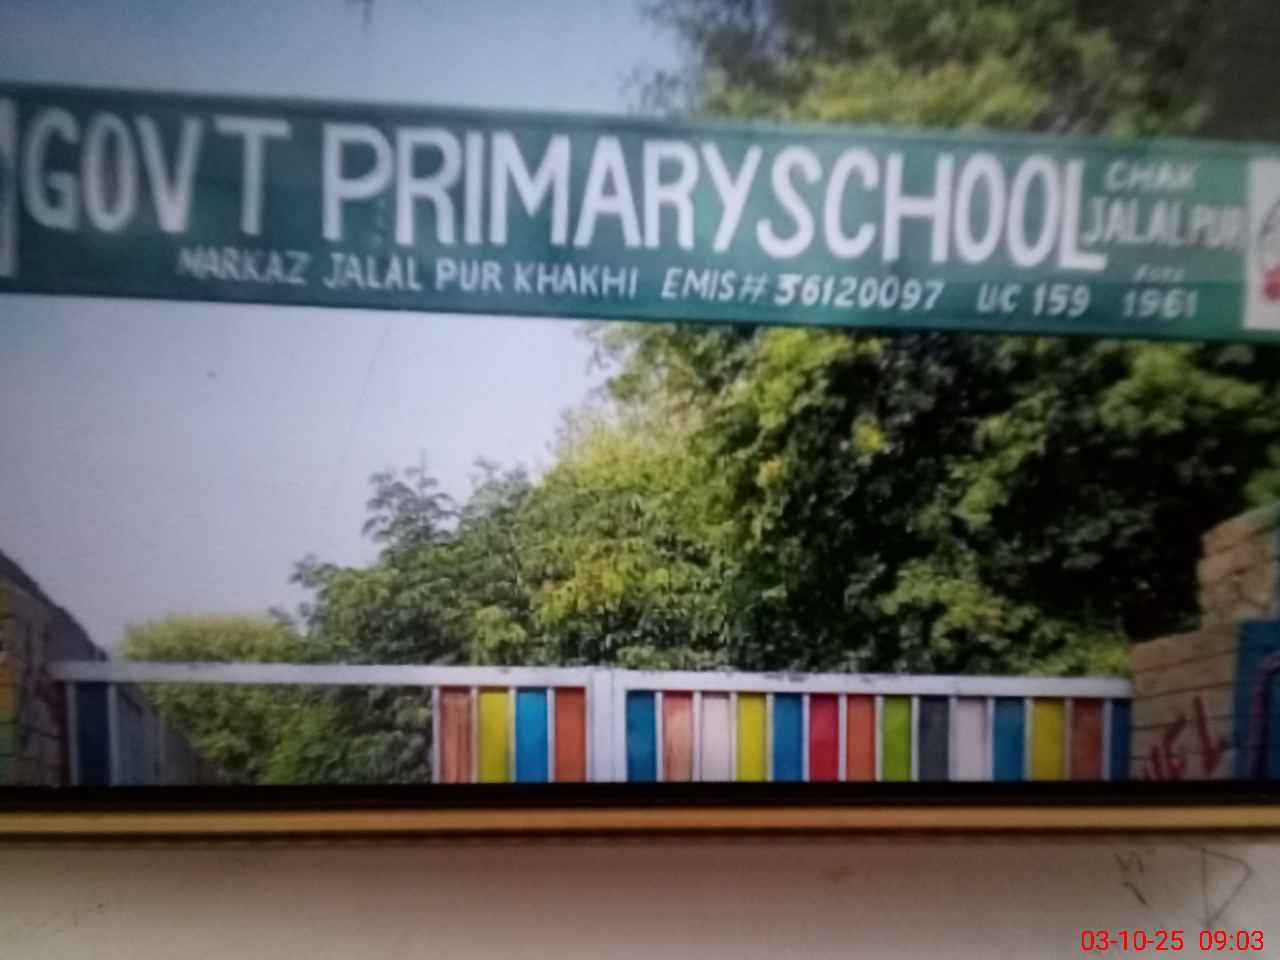 GOVT PRIMARY SCHOOL CHAK
JALALPUR
MARKAZ JALAL PUR KHAKHI EMIS# 36120097 UC 159 1961
03-10-25 09:03